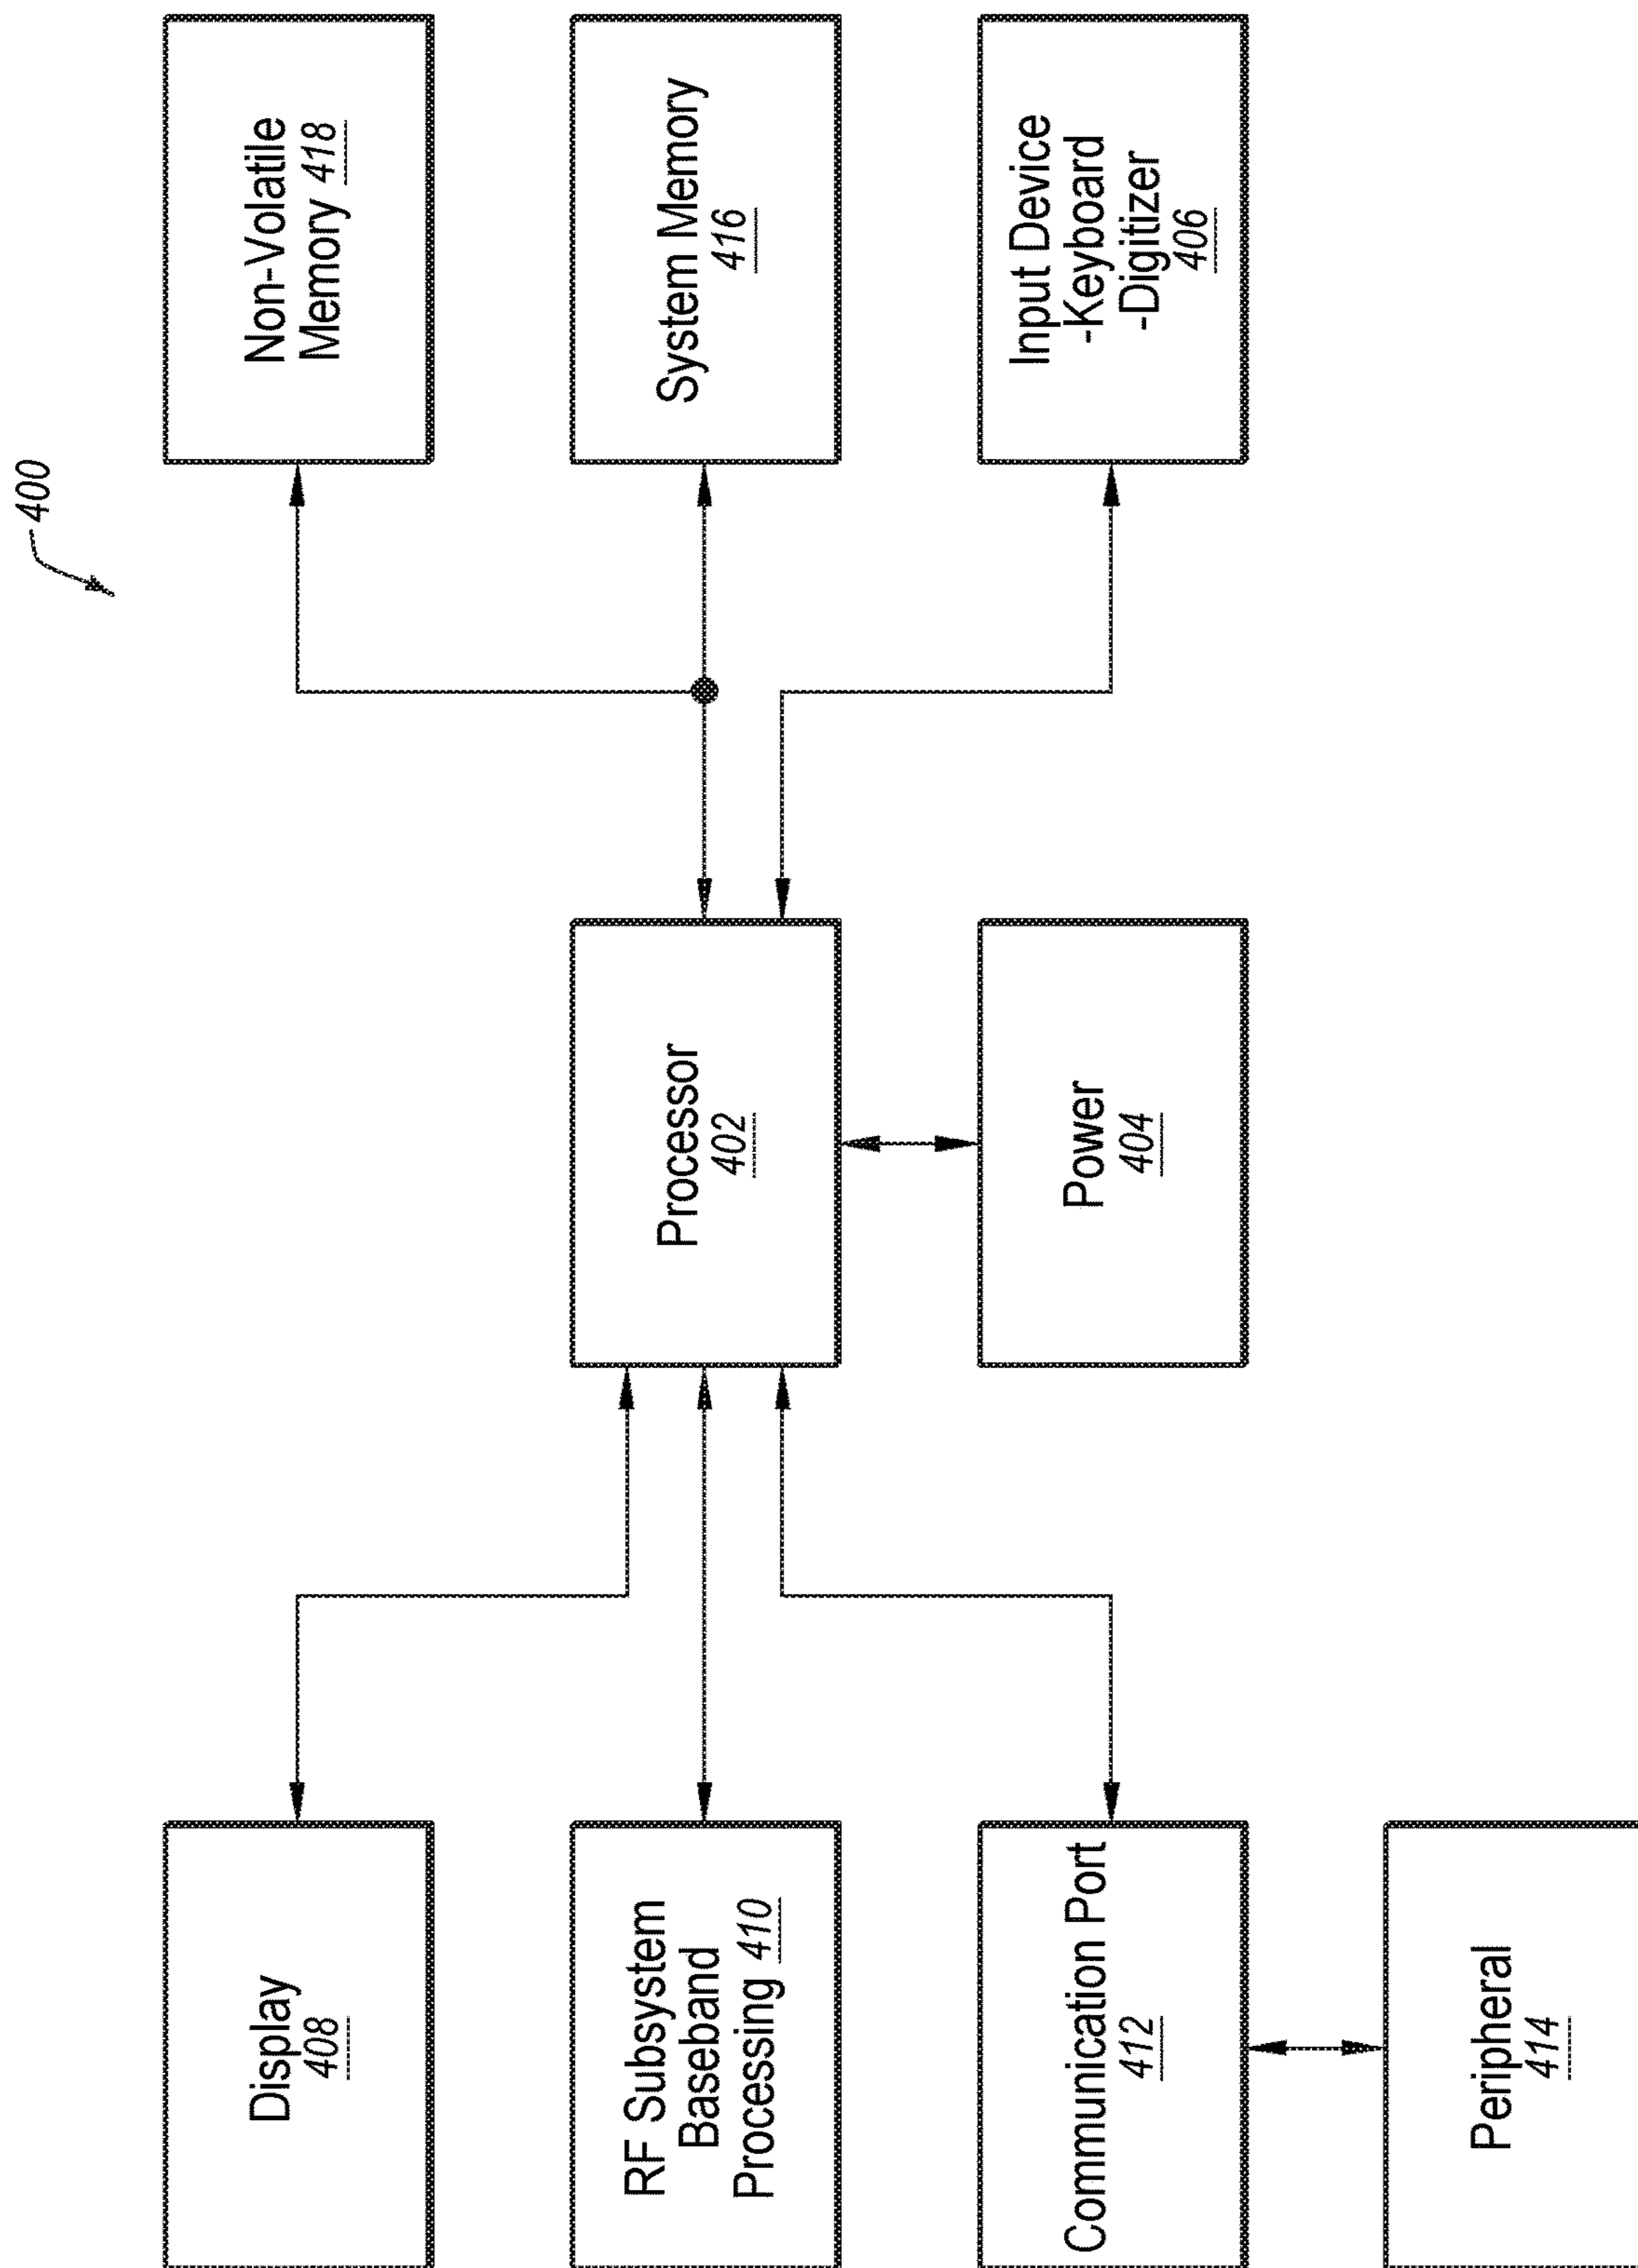 400
Display
408
RF Subsystem
Baseband
Processing 410
Communication Port
412
Peripheral
414
Processor
402
Power
404
Non-Volatile
Memory 418
System Memory
416
Input Device
-Keyboard
-Digitizer
406